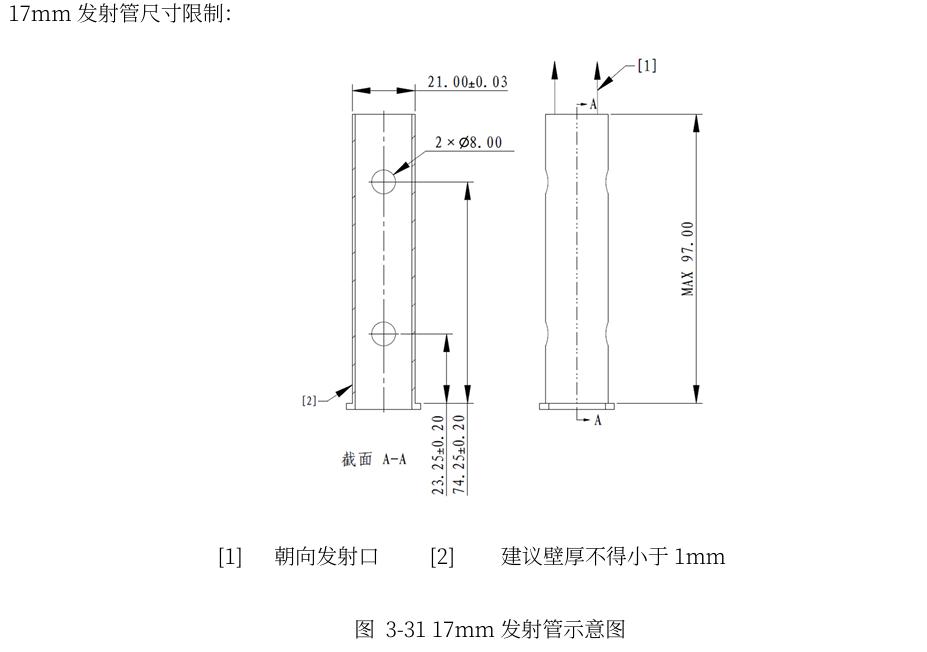 17mm 发射管尺寸限制：
[1]
21.00±0.03
A
2×Ø8.00
MAX 97.00
[2]
A
23.25±0.20
74.25±0.20
截面 A-A
[1] 朝向发射口 [2] 建议壁厚不得小于 1mm
图 3-31 17mm 发射管示意图